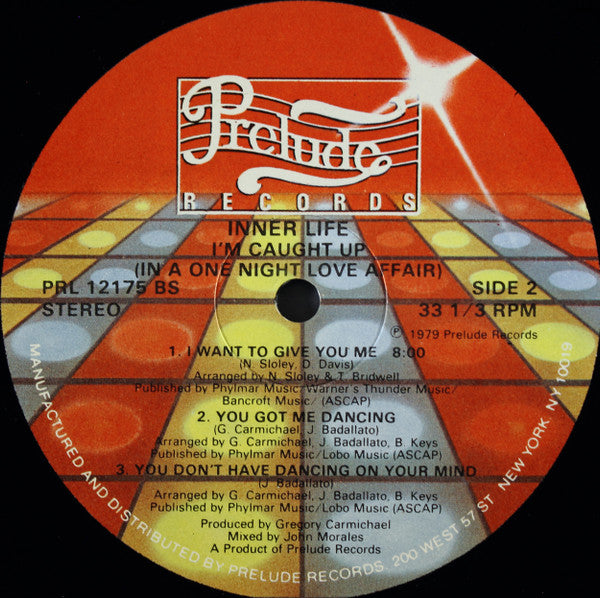 Prelude
RECORDS
INNER LIFE
I'M CAUGHT UP
(IN A ONE NIGHT LOVE AFFAIR)
PRL 12175 BS
SIDE 2
STEREO
33 1/3 RPM
℗ 1979 Prelude Records
1. I WANT TO GIVE YOU ME 8:00
(N. Sloley, D. Davis)
Arranged by N. Sloley & T. Bridwell
Published by Phylmar Music/Warner's Thunder Music/
Bancroft Music/ (ASCAP)
2. YOU GOT ME DANCING
(G. Carmichael, J. Badallato)
Arranged by G. Carmichael, J. Badallato, B. Keys
Published by Phylmar Music/Lobo Music (ASCAP)
3. YOU DON'T HAVE DANCING ON YOUR MIND
(J. Badallato)
Arranged by G. Carmichael, J. Badallato, B. Keys
Published by Phylmar Music/Lobo Music (ASCAP)
Produced by Gregory Carmichael
Mixed by John Morales
A Product of Prelude Records
MANUFACTURED AND DISTRIBUTED BY PRELUDE RECORDS, 200 WEST 57 ST NEW YORK NY 10019